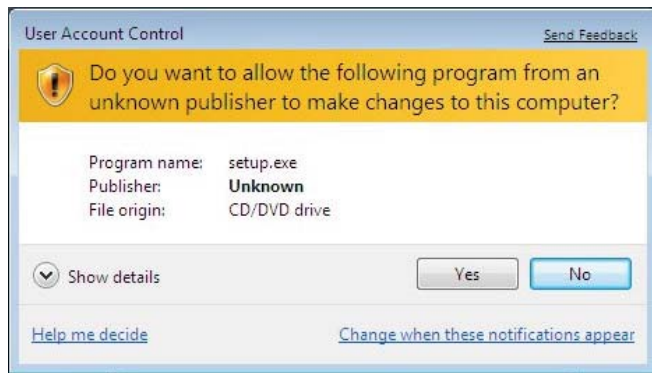 User Account Control
Send Feedback
Do you want to allow the following program from an
unknown publisher to make changes to this computer?
Program name: setup.exe
Publisher: Unknown
File origin: CD/DVD drive
Show details
Yes
No
Help me decide
Change when these notifications appear